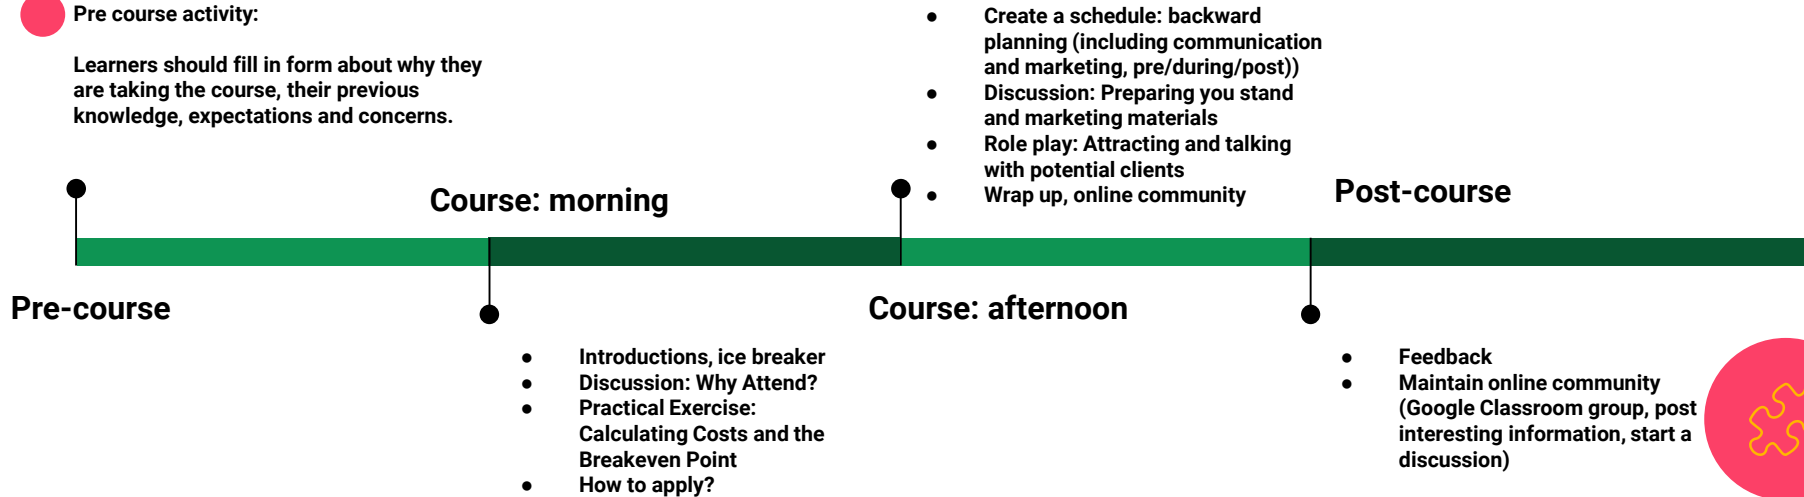 Pre course activity:
Learners should fill in form about why they
are taking the course, their previous
knowledge, expectations and concerns.
Pre-course
Course: morning
● Introductions, ice breaker
● Discussion: Why Attend?
● Practical Exercise:
Calculating Costs and the
Breakeven Point
● How to apply?
● Create a schedule: backward
planning (including communication
and marketing, pre/during/post))
● Discussion: Preparing you stand
and marketing materials
● Role play: Attracting and talking
with potential clients
● Wrap up, online community
Course: afternoon
Post-course
● Feedback
● Maintain online community
(Google Classroom group, post
interesting information, start a
discussion)